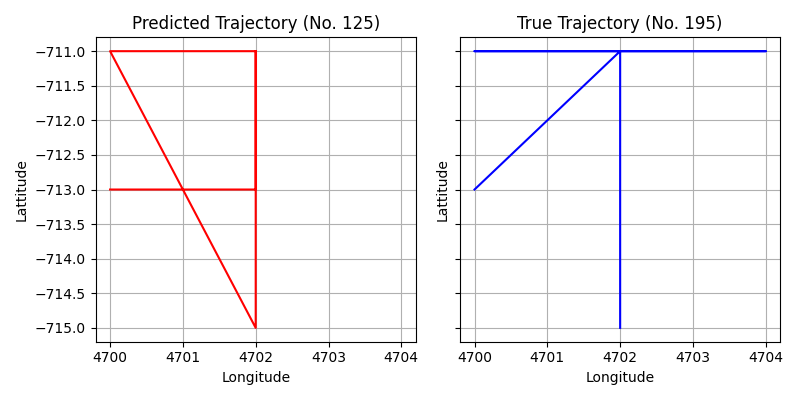 Predicted Trajectory (No. 125)
True Trajectory (No. 195)
−711.0
−711.5
−712.0
−712.5
−713.0
−713.5
−714.0
−714.5
−715.0
Lattitude
Lattitude
4700 4701 4702 4703 4704
4700 4701 4702 4703 4704
Longitude
Longitude